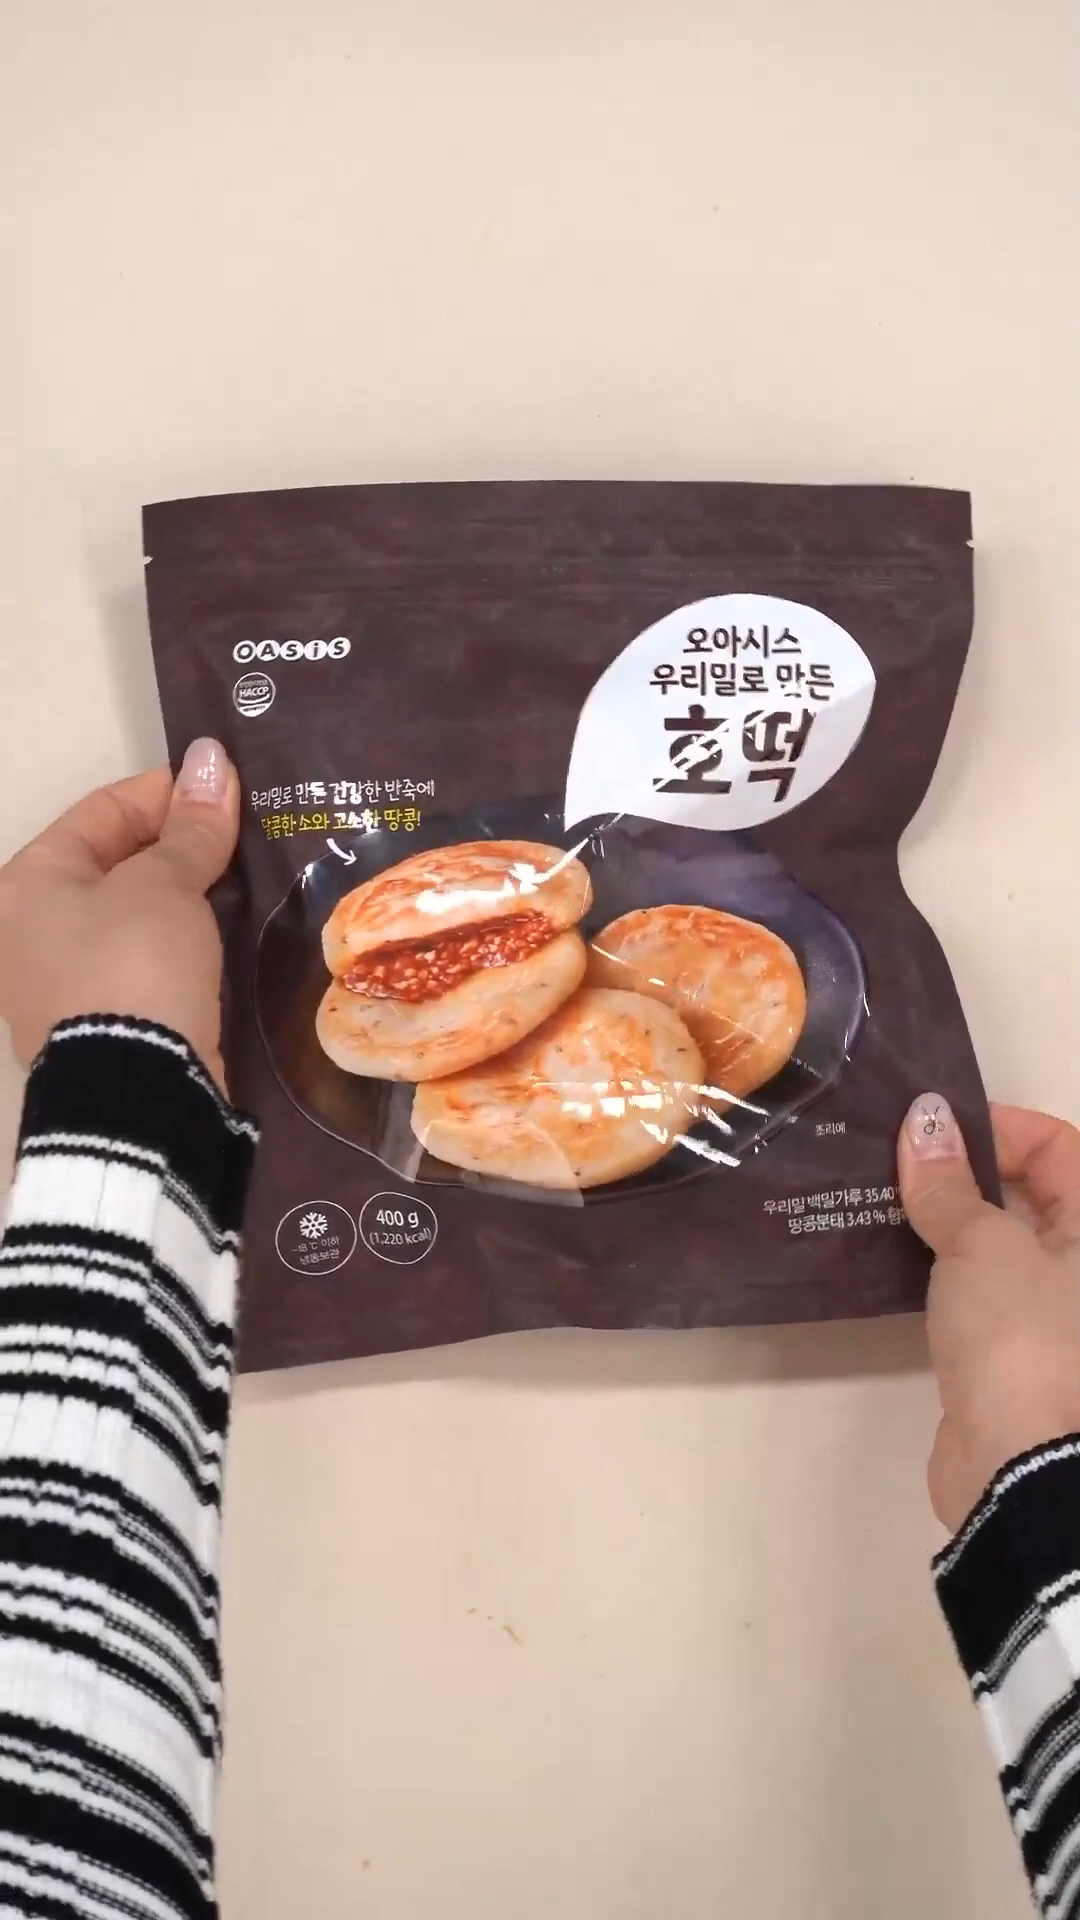 OASiS
HACCP
오아시스
우리밀로 만든
호떡
우리밀로 만든 건강한 반죽에
달콤한 소와 고소한 땅콩!
조리예
-18℃ 이하
냉동보관
400 g
(1,220 kcal)
우리밀 백밀가루 35.40
땅콩분태 3.43 %